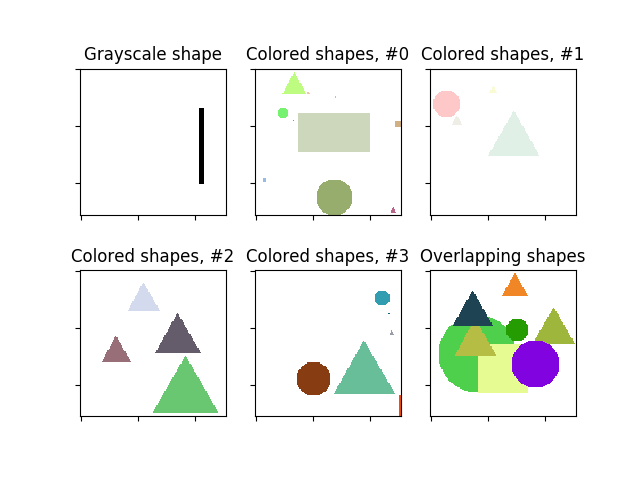 Grayscale shape
Colored shapes, #0
Colored shapes, #1
Colored shapes, #2
Colored shapes, #3
Overlapping shapes